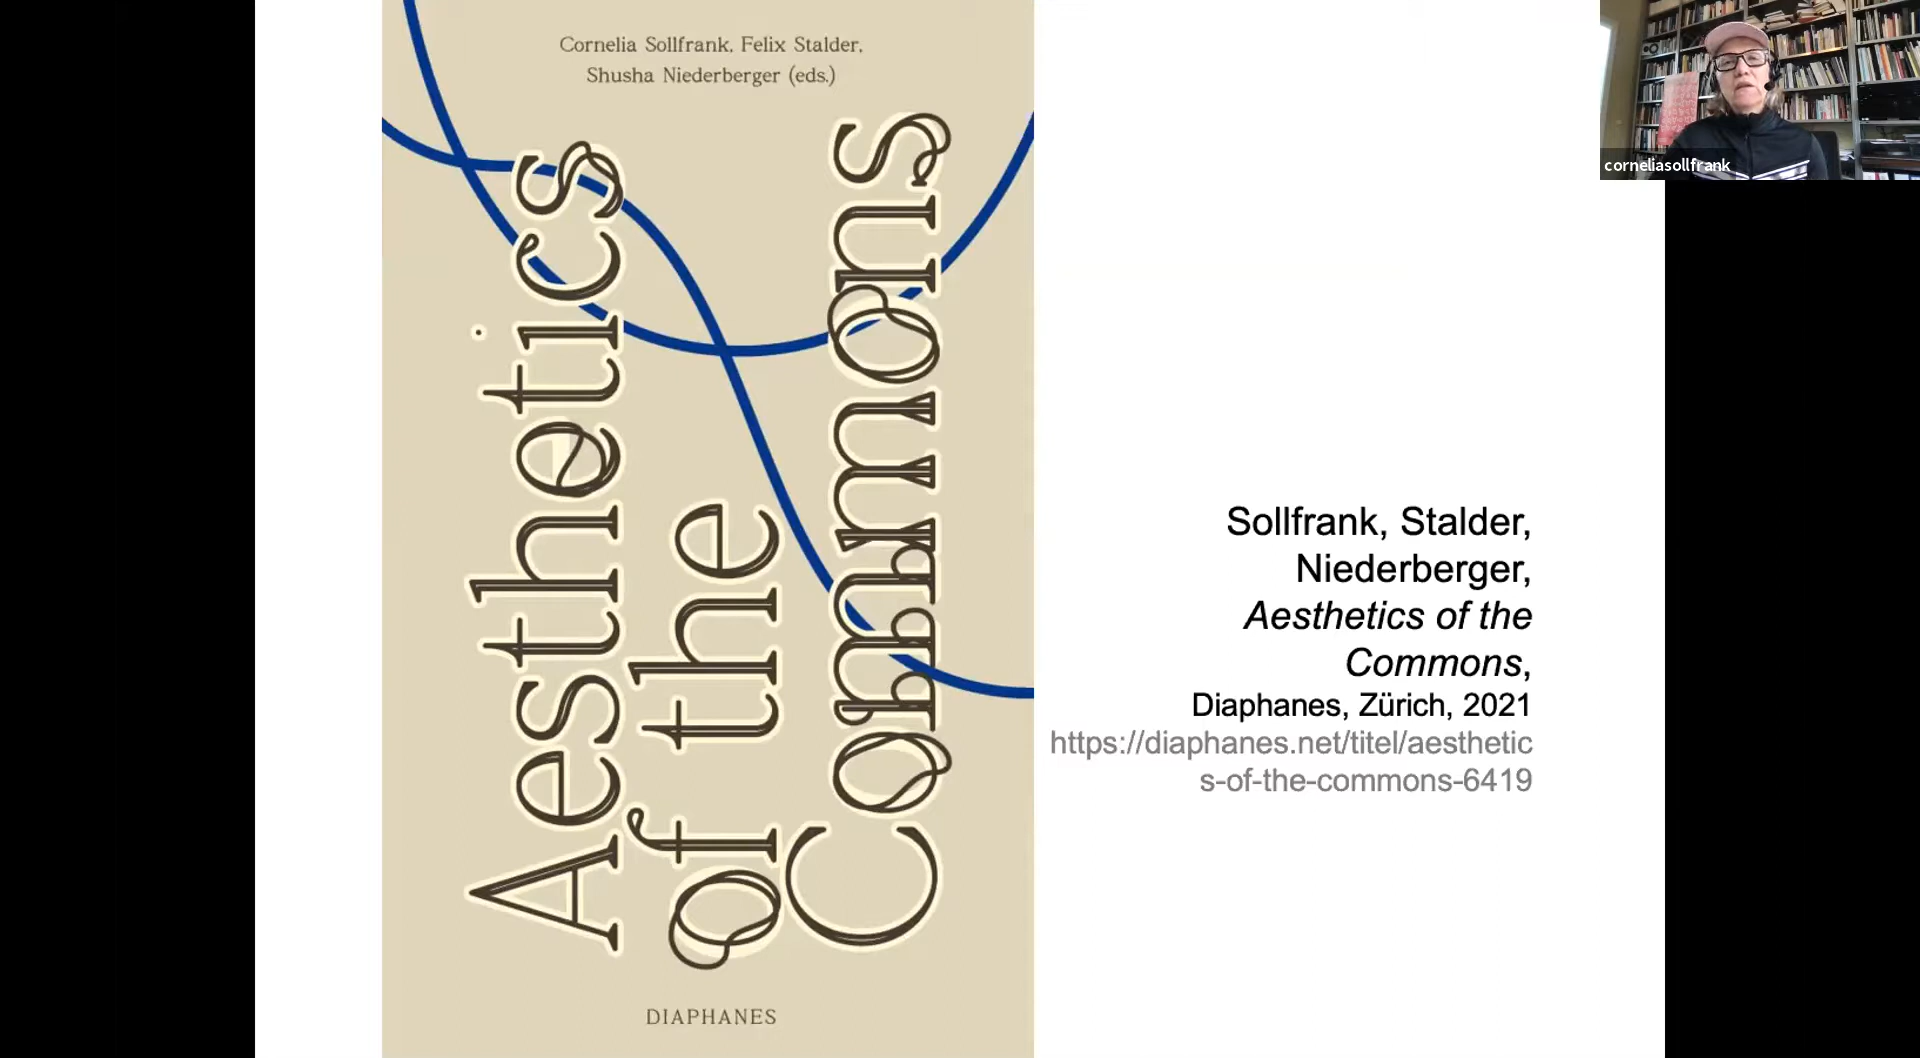 Cornelia Sollfrank, Felix Stalder,
Shusha Niederberger (eds.)
Aesthetics
of the
Commons
DIAPHANES
Sollfrank, Stalder,
Niederberger,
Aesthetics of the
Commons,
Diaphanes, Zürich, 2021
https://diaphanes.net/titel/aesthetic
s-of-the-commons-6419
corneliasollfrank